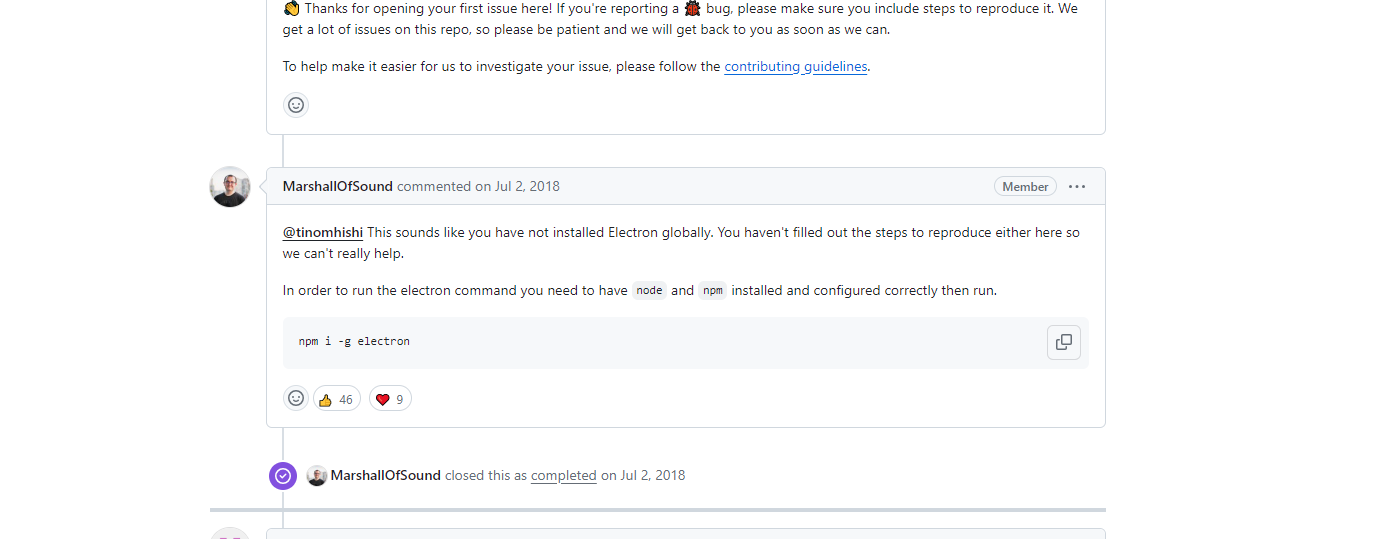 👋 Thanks for opening your first issue here! If you're reporting a 🐞 bug, please make sure you include steps to reproduce it. We
get a lot of issues on this repo, so please be patient and we will get back to you as soon as we can.
To help make it easier for us to investigate your issue, please follow the contributing guidelines.
MarshallOfSound commented on Jul 2, 2018
Member
@tinomhishi This sounds like you have not installed Electron globally. You haven't filled out the steps to reproduce either here so
we can't really help.
In order to run the electron command you need to have node and npm installed and configured correctly then run.
npm i -g electron
👍 46 ❤️ 9
MarshallOfSound closed this as completed on Jul 2, 2018